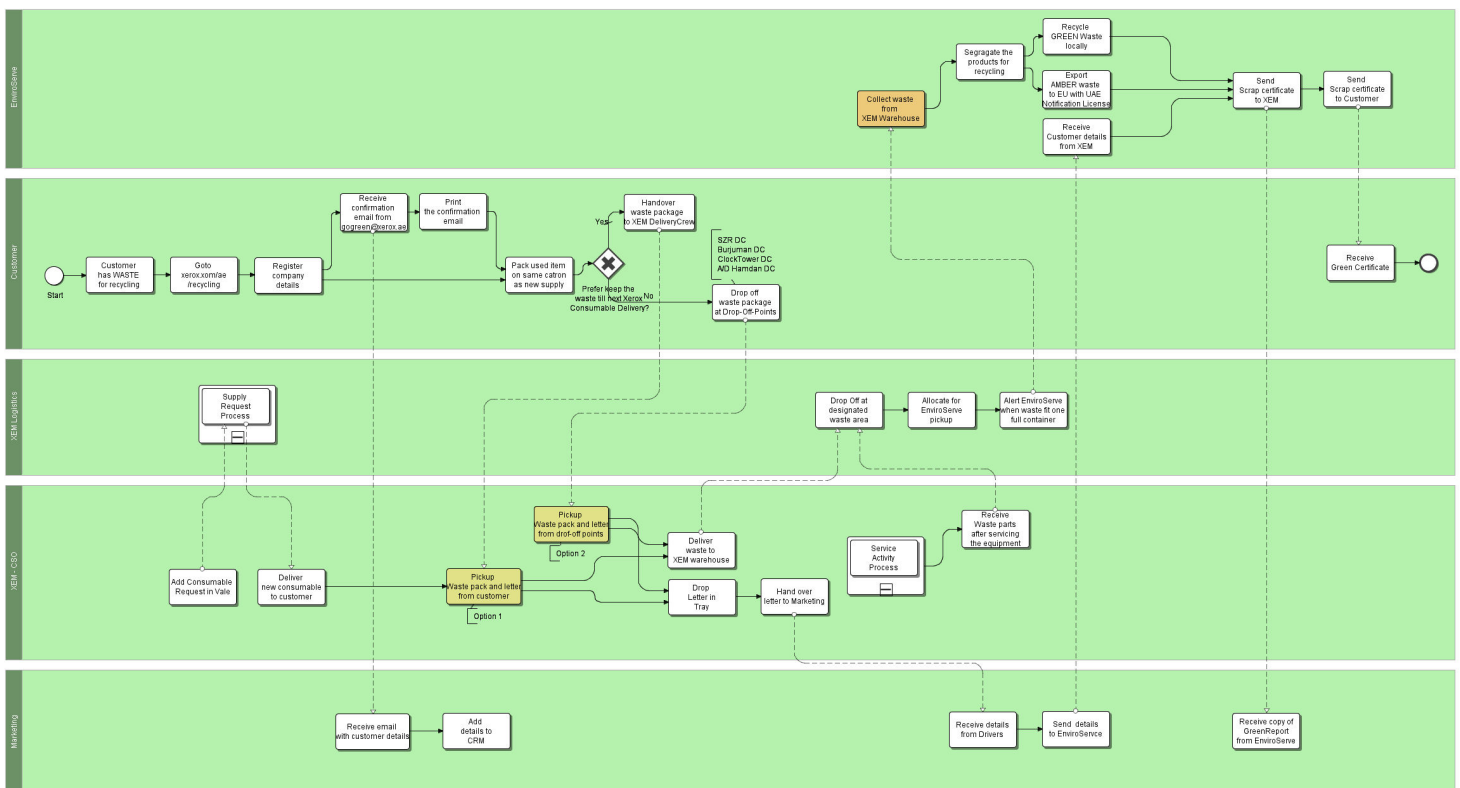 EnviroServe
Recycle
GREEN Waste
locally
Segragate the
products for
recycling
Export
AMBER waste
to EU with UAE
Notification License
Collect waste
from
XEM Warehouse
Receive
Customer details
from XEM
Send
Scrap certificate
to XEM
Send
Scrap certificate
to Customer
Customer
Start
Customer
has WASTE
for recycling
Goto
xerox.xom/ae
/recycling
Register
company
details
Receive
confirmation
email from
gogreen@xerox.ae
Print
the confirmation
email
Pack used item
on same catron
as new supply
Yes
Prefer keep the
waste till next Xerox
Consumable Delivery?
No
Handover
waste package
to XEM DeliveryCrew
SZR DC
Burjuman DC
ClockTower DC
A/D Hamdan DC
Drop off
waste package
at Drop-Off-Points
Receive
Green Certificate
XEM Logistics
Supply
Request
Process
Drop Off at
designated
waste area
Allocate for
EnviroServe
pickup
Alert EnviroServe
when waste fit one
full container
XEM - CSO
Add Consumable
Request in Vale
Deliver
new consumable
to customer
Pickup
Waste pack and letter
from customer
Option 1
Pickup
Waste pack and letter
from drof-off points
Option 2
Deliver
waste to
XEM warehouse
Drop
Letter in
Tray
Hand over
letter to Marketing
Service
Activity
Process
Receive
Waste parts
after servicing
the equipment
Marketing
Receive email
with customer details
Add
details to
CRM
Receive details
from Drivers
Send details
to EnviroServce
Receive copy of
GreenReport
from EnviroServe